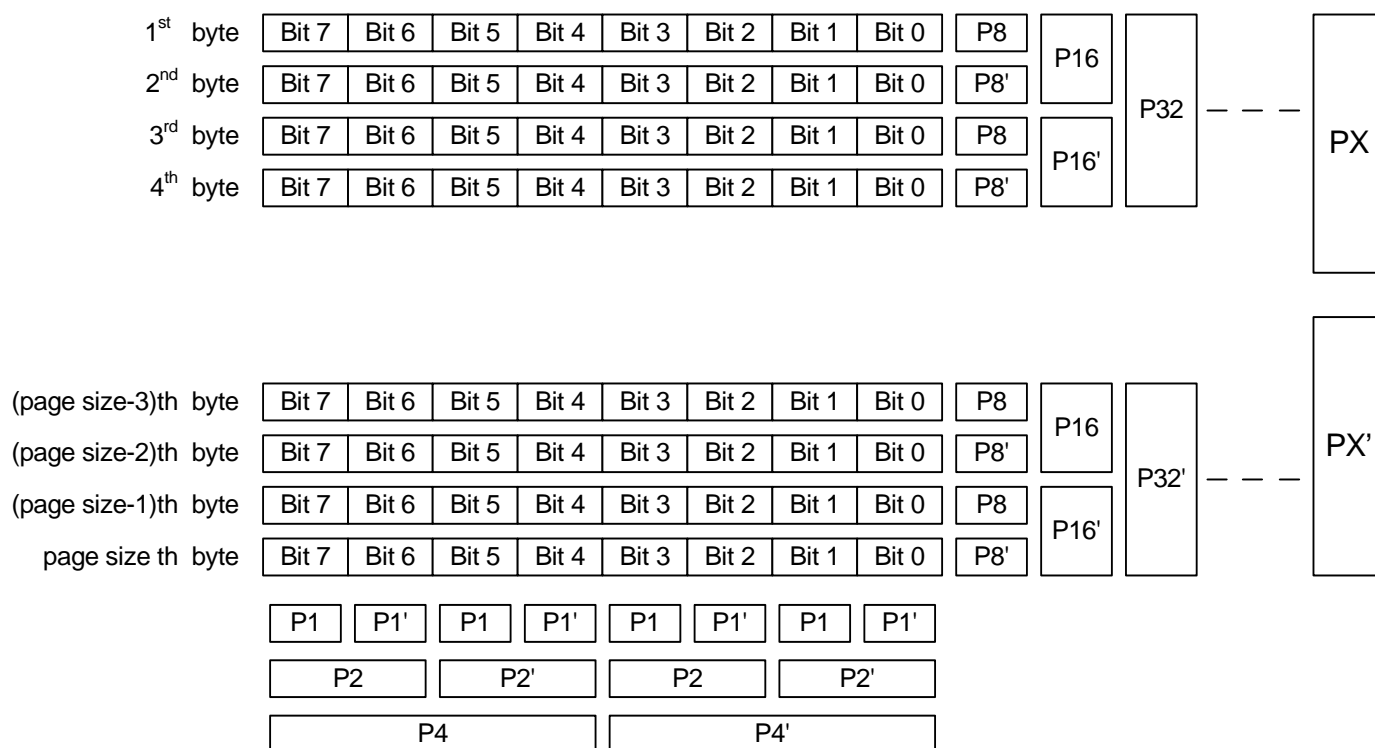 1st byte Bit 7 Bit 6 Bit 5 Bit 4 Bit 3 Bit 2 Bit 1 Bit 0 P8
P16
2nd byte Bit 7 Bit 6 Bit 5 Bit 4 Bit 3 Bit 2 Bit 1 Bit 0 P8'
P32
PX
3rd byte Bit 7 Bit 6 Bit 5 Bit 4 Bit 3 Bit 2 Bit 1 Bit 0 P8
P16'
4th byte Bit 7 Bit 6 Bit 5 Bit 4 Bit 3 Bit 2 Bit 1 Bit 0 P8'
(page size-3)th byte Bit 7 Bit 6 Bit 5 Bit 4 Bit 3 Bit 2 Bit 1 Bit 0 P8
P16
(page size-2)th byte Bit 7 Bit 6 Bit 5 Bit 4 Bit 3 Bit 2 Bit 1 Bit 0 P8'
PX’
P32'
(page size-1)th byte Bit 7 Bit 6 Bit 5 Bit 4 Bit 3 Bit 2 Bit 1 Bit 0 P8
P16'
page size th byte Bit 7 Bit 6 Bit 5 Bit 4 Bit 3 Bit 2 Bit 1 Bit 0 P8'
P1 P1' P1 P1' P1 P1' P1 P1'
P2 P2' P2 P2'
P4 P4'